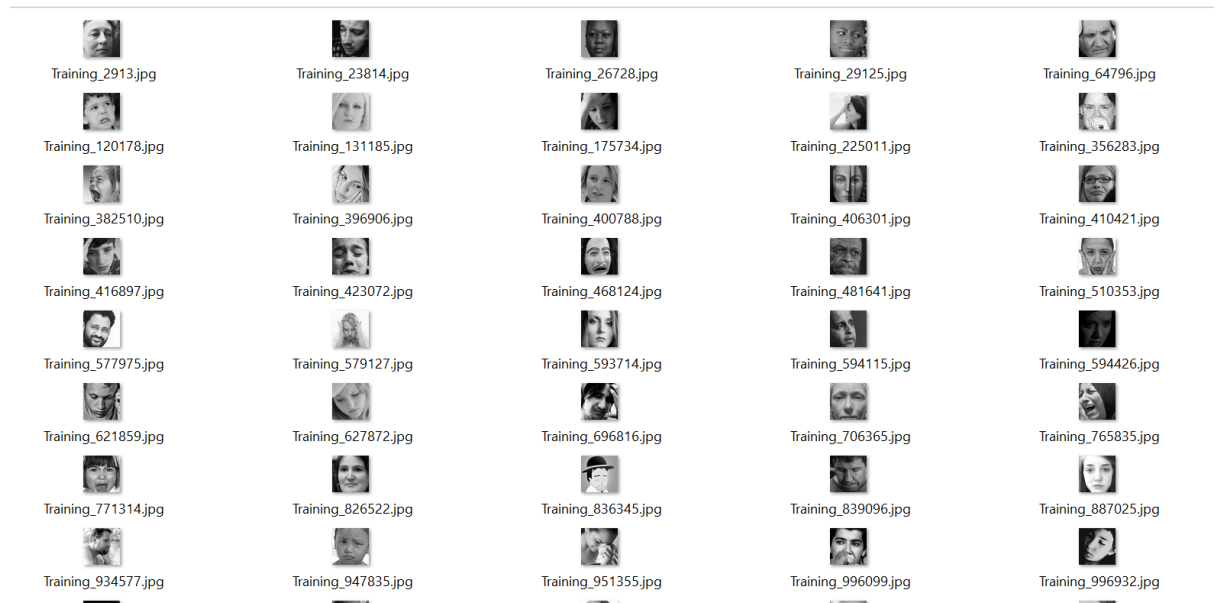 Training_2913.jpg Training_23814.jpg Training_26728.jpg Training_29125.jpg Training_64796.jpg
Training_120178.jpg Training_131185.jpg Training_175734.jpg Training_225011.jpg Training_356283.jpg
Training_382510.jpg Training_396906.jpg Training_400788.jpg Training_406301.jpg Training_410421.jpg
Training_416897.jpg Training_423072.jpg Training_468124.jpg Training_481641.jpg Training_510353.jpg
Training_577975.jpg Training_579127.jpg Training_593714.jpg Training_594115.jpg Training_594426.jpg
Training_621859.jpg Training_627872.jpg Training_696816.jpg Training_706365.jpg Training_765835.jpg
Training_771314.jpg Training_826522.jpg Training_836345.jpg Training_839096.jpg Training_887025.jpg
Training_934577.jpg Training_947835.jpg Training_951355.jpg Training_996099.jpg Training_996932.jpg